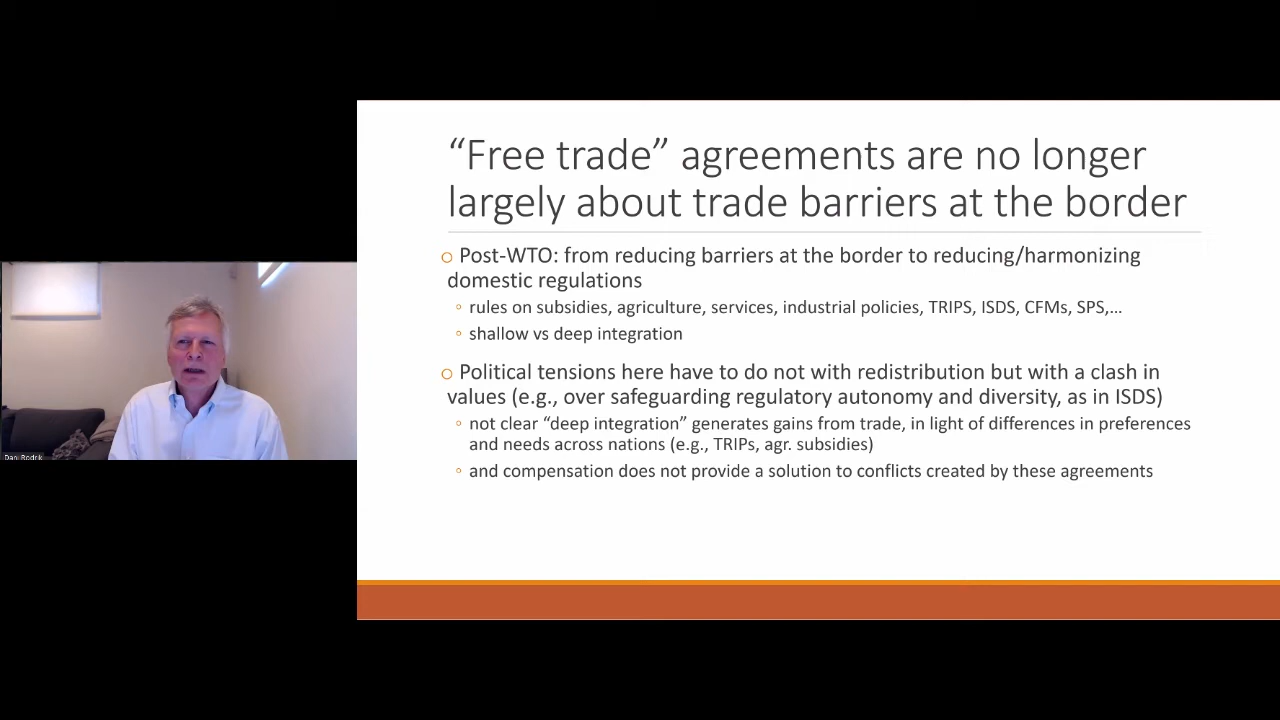 “Free trade” agreements are no longer
largely about trade barriers at the border
o Post-WTO: from reducing barriers at the border to reducing/harmonizing
domestic regulations
◦ rules on subsidies, agriculture, services, industrial policies, TRIPS, ISDS, CFMs, SPS,…
◦ shallow vs deep integration
o Political tensions here have to do not with redistribution but with a clash in
values (e.g., over safeguarding regulatory autonomy and diversity, as in ISDS)
◦ not clear “deep integration” generates gains from trade, in light of differences in preferences
and needs across nations (e.g., TRIPs, agr. subsidies)
◦ and compensation does not provide a solution to conflicts created by these agreements
Dani Rodrik